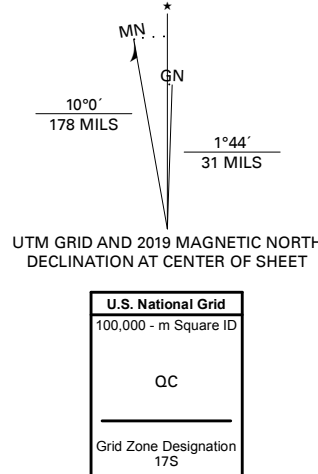 ★
MN
GN
10°0´
178 MILS
1°44´
31 MILS
UTM GRID AND 2019 MAGNETIC NORTH
DECLINATION AT CENTER OF SHEET
U.S. National Grid
100,000 - m Square ID
QC
Grid Zone Designation
17S